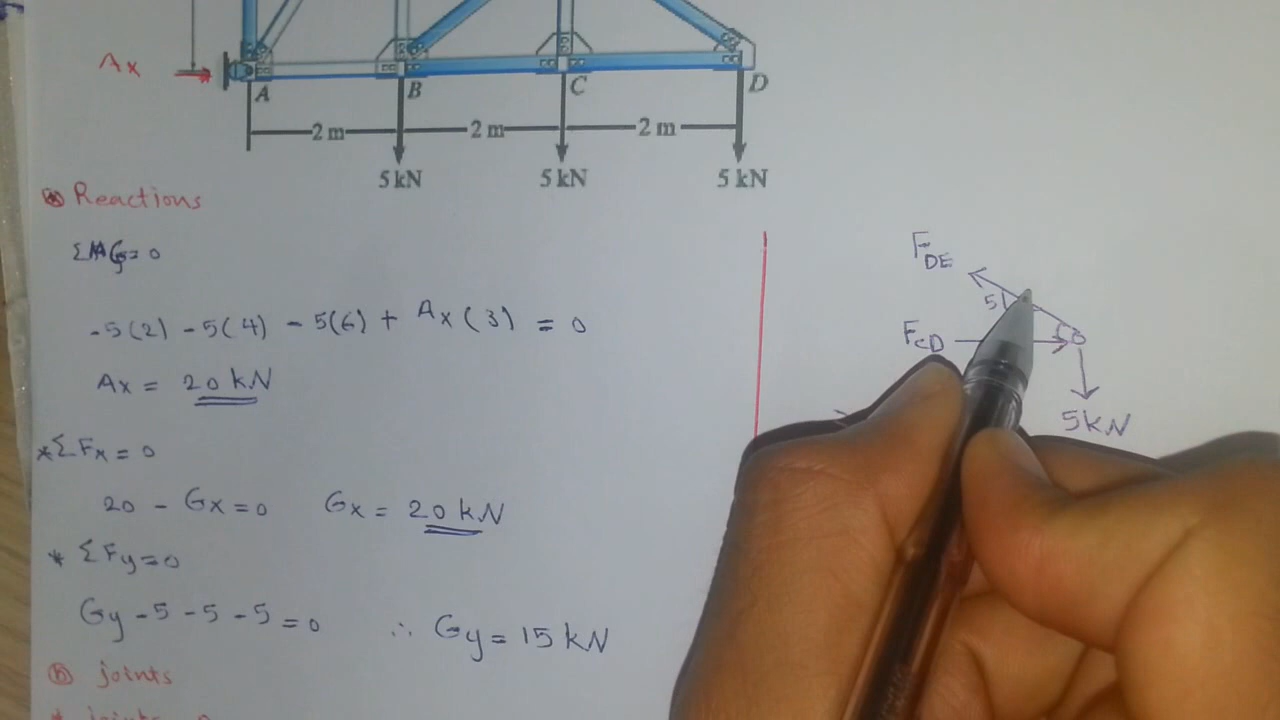 Ax
A B C D
2 m 2 m 2 m
5 kN 5 kN 5 kN
ⓐ Reactions
ΣMG=0
-5(2) -5(4) - 5(6) + Ax(3) = 0
Ax = 20 kN
*ΣFx = 0
20 - Gx = 0 Gx = 20 kN
* ΣFy=0
Gy - 5 - 5 - 5 = 0 ∴ Gy = 15 kN
ⓑ joints
FDE
5
FCD
5kN